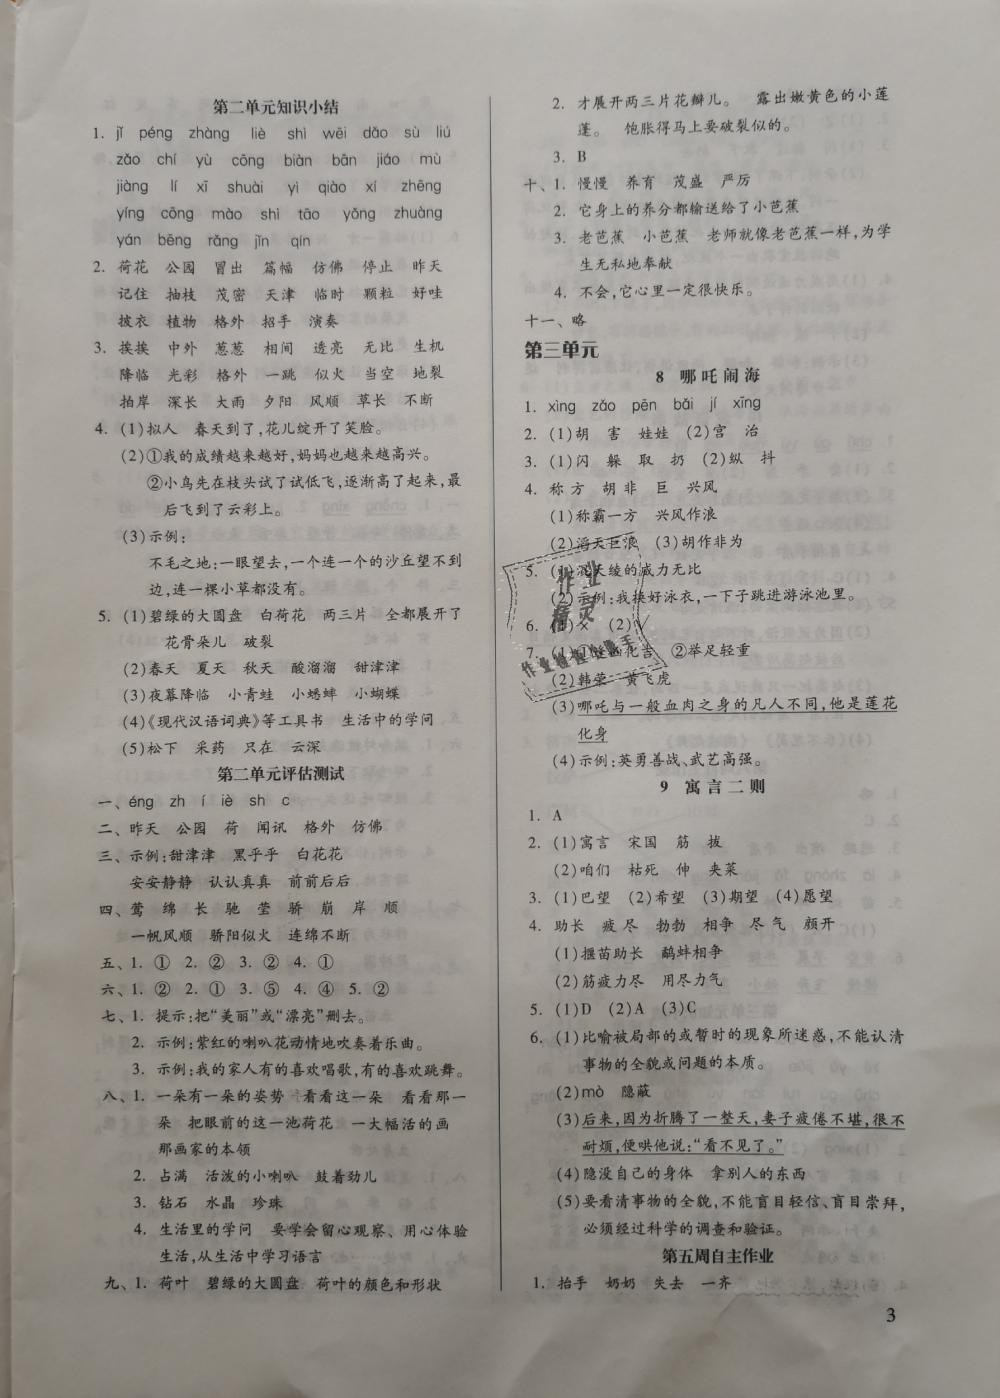 第二单元知识小结
1. jǐ péng zhàng liè shì wēi dǎo sù liú
zǎo chí yù cōng biàn bān jiáo mù
jiàng lí xī shuài yì qiào xí zhēng
yíng cōng mào shì tāo yǒng zhuàng
yán bēng rǎng jǐn qín
2. 荷花 公园 冒出 篇幅 仿佛 停止 昨天
记住 抽枝 茂密 天津 临时 颗粒 好哇
披衣 植物 格外 招手 演奏
3. 挨挨 中外 葱葱 相间 透亮 无比 生机
降临 光彩 格外 一跳 似火 当空 地裂
拍岸 深长 大雨 夕阳 风顺 草长 不断
4. (1)拟人 春天到了,花儿绽开了笑脸。
(2)①我的成绩越来越好,妈妈也越来越高兴。
②小鸟先在枝头试了试低飞,逐渐高了起来,最
后飞到了云彩上。
(3)示例:
不毛之地:一眼望去,一个连一个的沙丘望不到
边,连一棵小草都没有。
5. (1)碧绿的大圆盘 白荷花 两三片 全都展开了
花骨朵儿 破裂
(2)春天 夏天 秋天 酸溜溜 甜津津
(3)夜幕降临 小青蛙 小蟋蟀 小蝴蝶
(4)《现代汉语词典》等工具书 生活中的学问
(5)松下 采药 只在 云深
第二单元评估测试
一、éng zh í iè sh c
二、昨天 公园 荷 闻讯 格外 仿佛
三、示例:甜津津 黑乎乎 白花花
安安静静 认认真真 前前后后
四、莺 绵 长 驰 莹 骄 崩 岸 顺
一帆风顺 骄阳似火 连绵不断
五、1. ① 2. ② 3. ② 4. ①
六、1. ② 2. ① 3. ⑤ 4. ④ 5. ②
七、1. 提示:把“美丽”或“漂亮”删去。
2. 示例:紫红的喇叭花动情地吹奏着乐曲。
3. 示例:我的家人有的喜欢唱歌,有的喜欢跳舞。
八、1. 一朵有一朵的姿势 看看这一朵 看看那一
朵 把眼前的这一池荷花 一大幅活的画
那画家的本领
2. 占满 活泼的小喇叭 鼓着劲儿
3. 钻石 水晶 珍珠
4. 生活里的学问 要学会留心观察、用心体验
生活,从生活中学习语言
九、1. 荷叶 碧绿的大圆盘 荷叶的颜色和形状
2. 才展开两三片花瓣儿。 露出嫩黄色的小莲
蓬。 饱胀得马上要破裂似的。
3. B
十、1. 慢慢 养育 茂盛 严厉
2. 它身上的养分都输送给了小芭蕉
3. 老芭蕉 小芭蕉 老师就像老芭蕉一样,为学
生无私地奉献
4. 不会,它心里一定很快乐。
十一、略
第三单元
8 哪吒闹海
1. xìng zǎo pēn bǎi jí xīng
2. (1)胡 害 娃娃 (2)宫 治
3. (1)闪 躲 取 扔 (2)纵 抖
4. 称 方 胡 非 巨 兴风
(1)称霸一方 兴风作浪
(2)滔天巨浪 (3)胡作非为
5. (1)混天绫的威力无比
(2)示例:我换好泳衣,一下子跳进游泳池里。
6. (1)× (2)√
7. (1)①逢凶化吉 ②举足轻重
(2)韩荣 黄飞虎
(3)哪吒与一般血肉之身的凡人不同,他是莲花
化身
(4)示例:英勇善战、武艺高强。
9 寓言二则
1. A
2. (1)寓言 宋国 筋 拔
(2)咱们 枯死 伸 夹菜
3. (1)巴望 (2)希望 (3)期望 (4)愿望
4. 助长 疲尽 勃勃 相争 尽气 颜开
(1)揠苗助长 鹬蚌相争
(2)筋疲力尽 用尽力气
5. (1)D (2)A (3)C
6. (1)比喻被局部的或暂时的现象所迷惑,不能认清
事物的全貌或问题的本质。
(2)mò 隐蔽
(3)后来,因为折腾了一整天,妻子疲倦不堪,很不
耐烦,便哄他说:“看不见了。”
(4)隐没自己的身体 拿别人的东西
(5)要看清事物的全貌,不能盲目轻信、盲目崇拜,
必须经过科学的调查和验证。
第五周自主作业
1. 抬手 奶奶 失去 一齐
3
作业
精灵